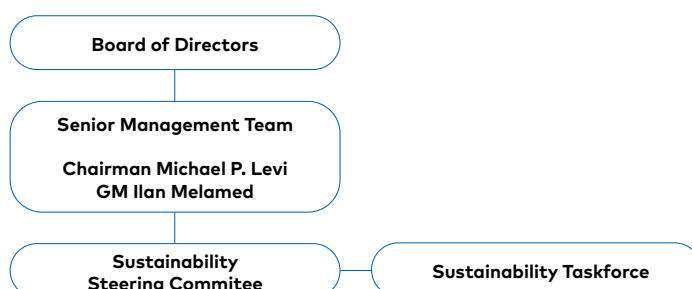 Board of Directors
Senior Management Team
Chairman Michael P. Levi
GM Ilan Melamed
Sustainability
Steering Commitee
Sustainability Taskforce